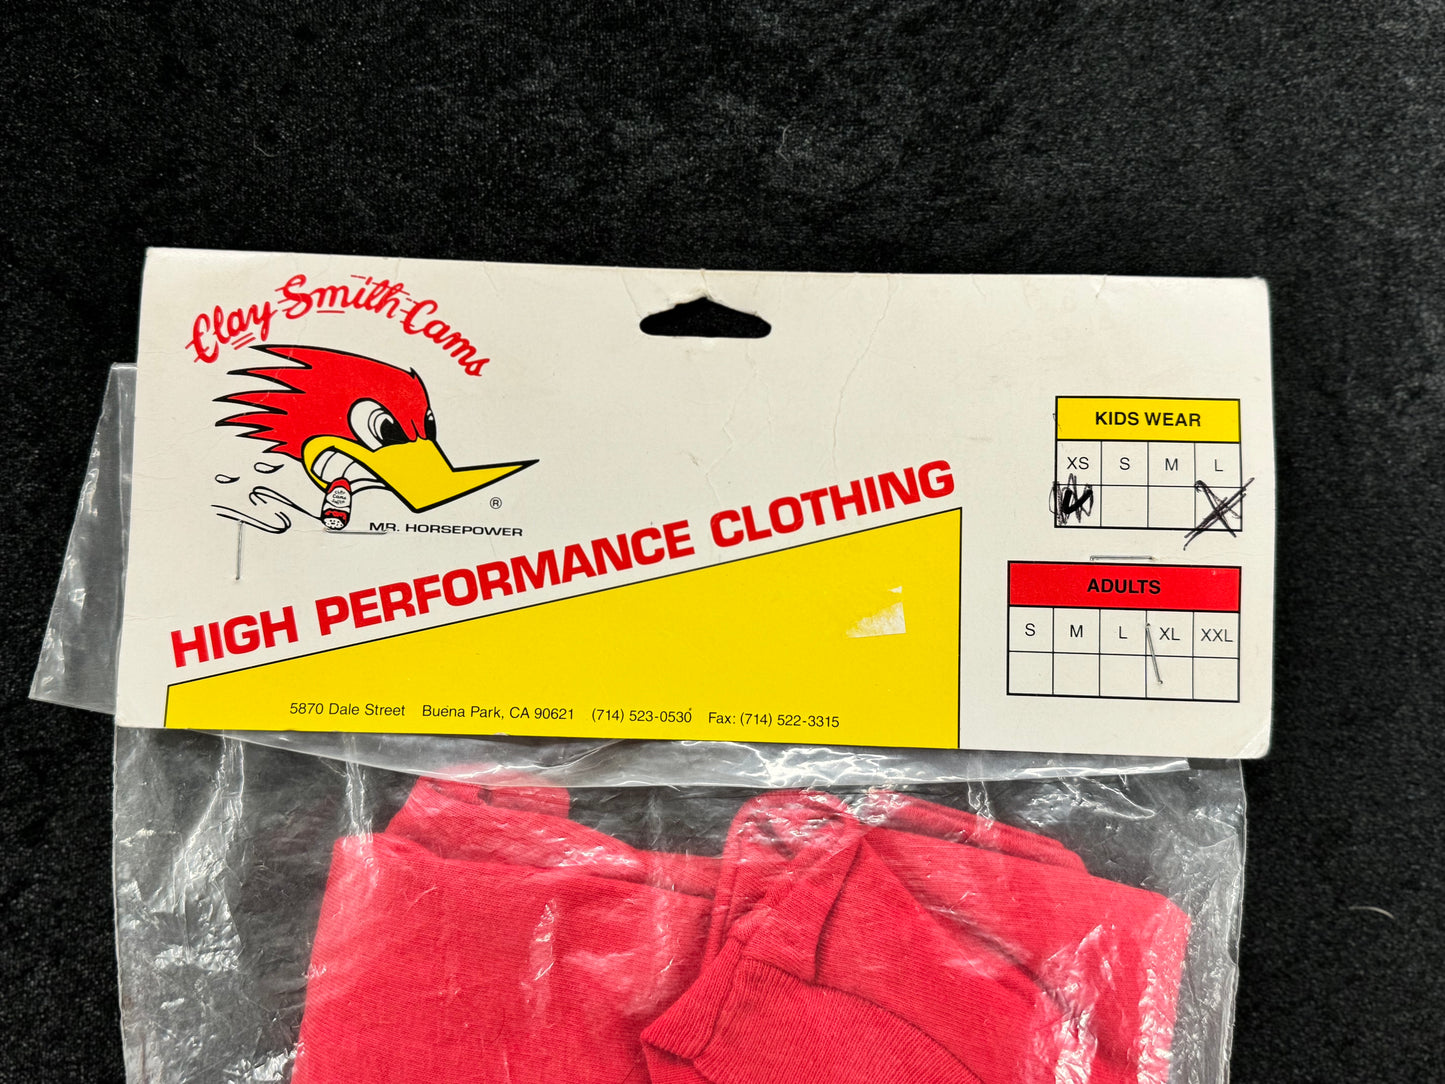 Clay Smith Cams
®
MR. HORSEPOWER
HIGH PERFORMANCE CLOTHING
5870 Dale Street Buena Park, CA 90621 (714) 523-0530 Fax: (714) 522-3315
KIDS WEAR
XS S M L
ADULTS
S M L XL XXL